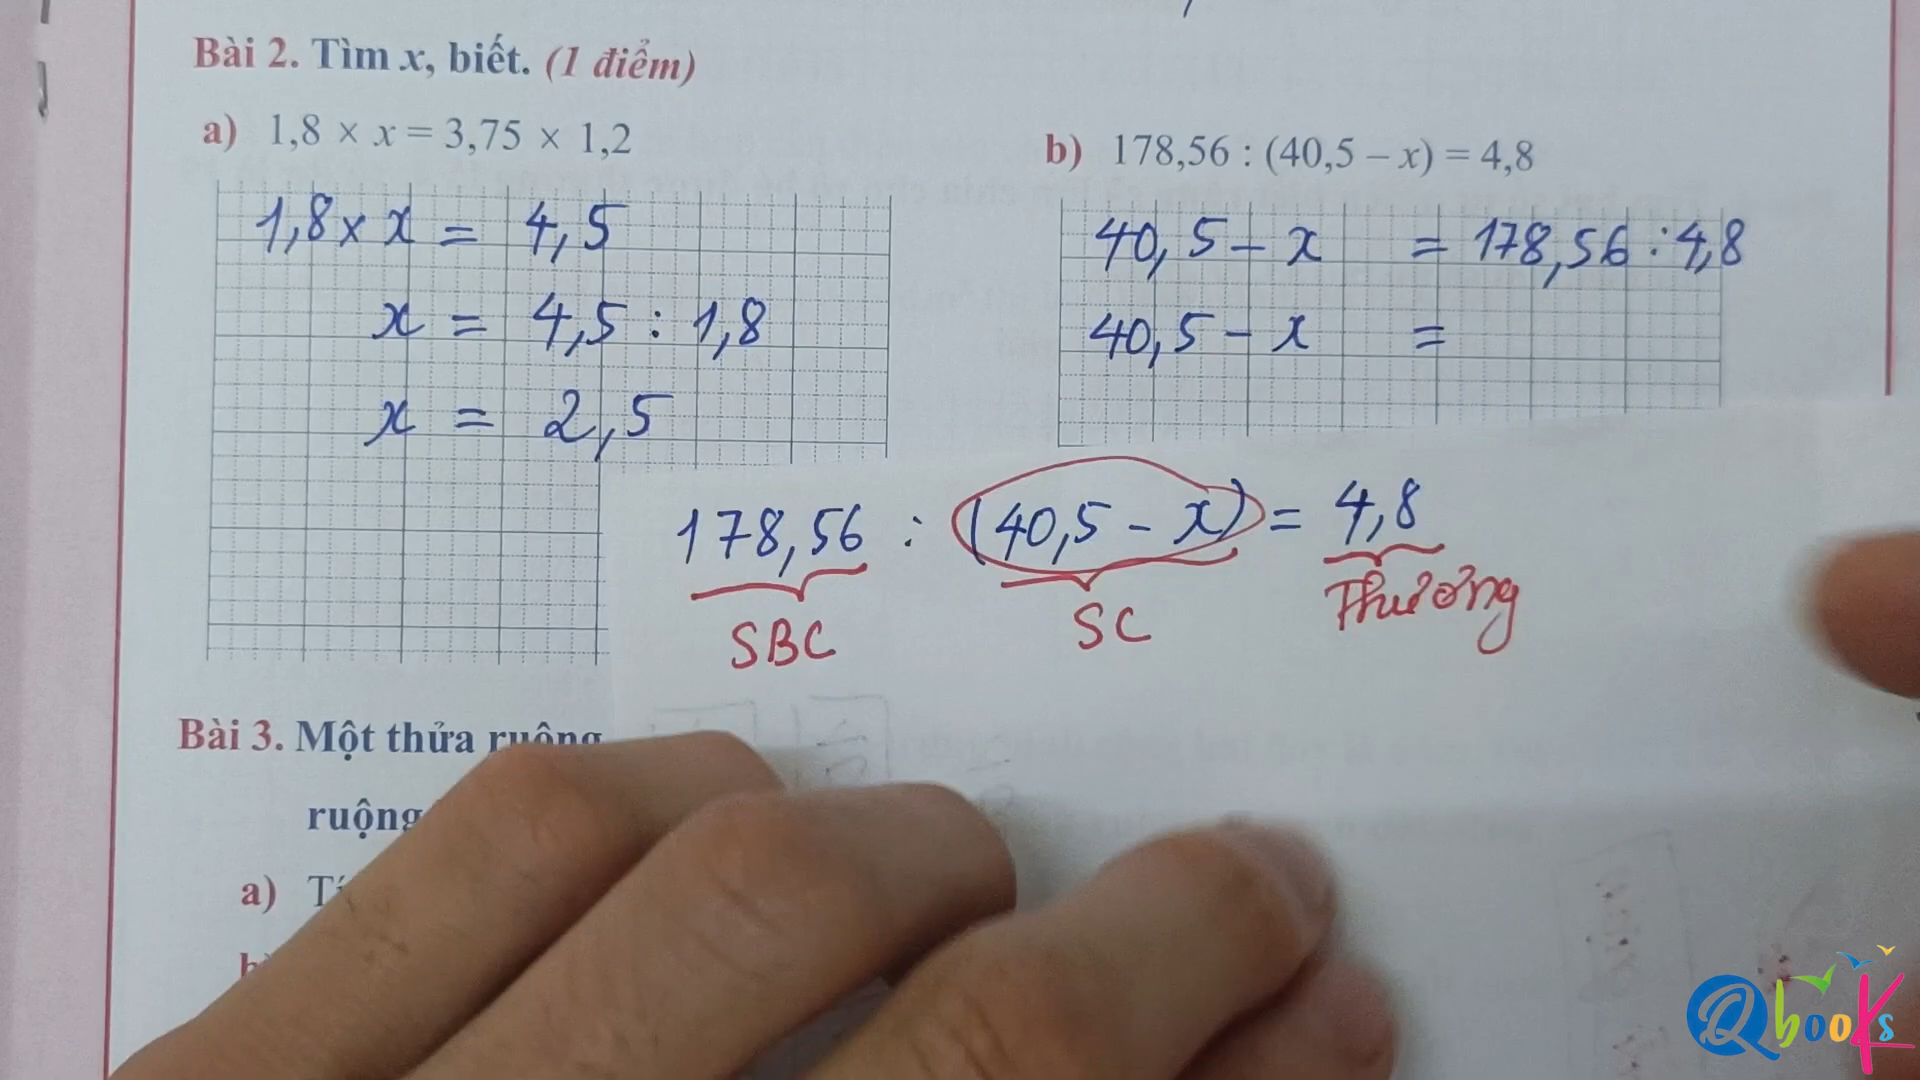 Bài 2. Tìm x, biết. (1 điểm)
a) 1,8 × x = 3,75 × 1,2
1,8 × x = 4,5
x = 4,5 : 1,8
x = 2,5
b) 178,56 : (40,5 – x) = 4,8
40,5 – x = 178,56 : 4,8
40,5 – x =
178,56 : (40,5 – x) = 4,8
SBC SC Thương
Bài 3. Một thửa ruộng
ruộng
a)
Qbooks